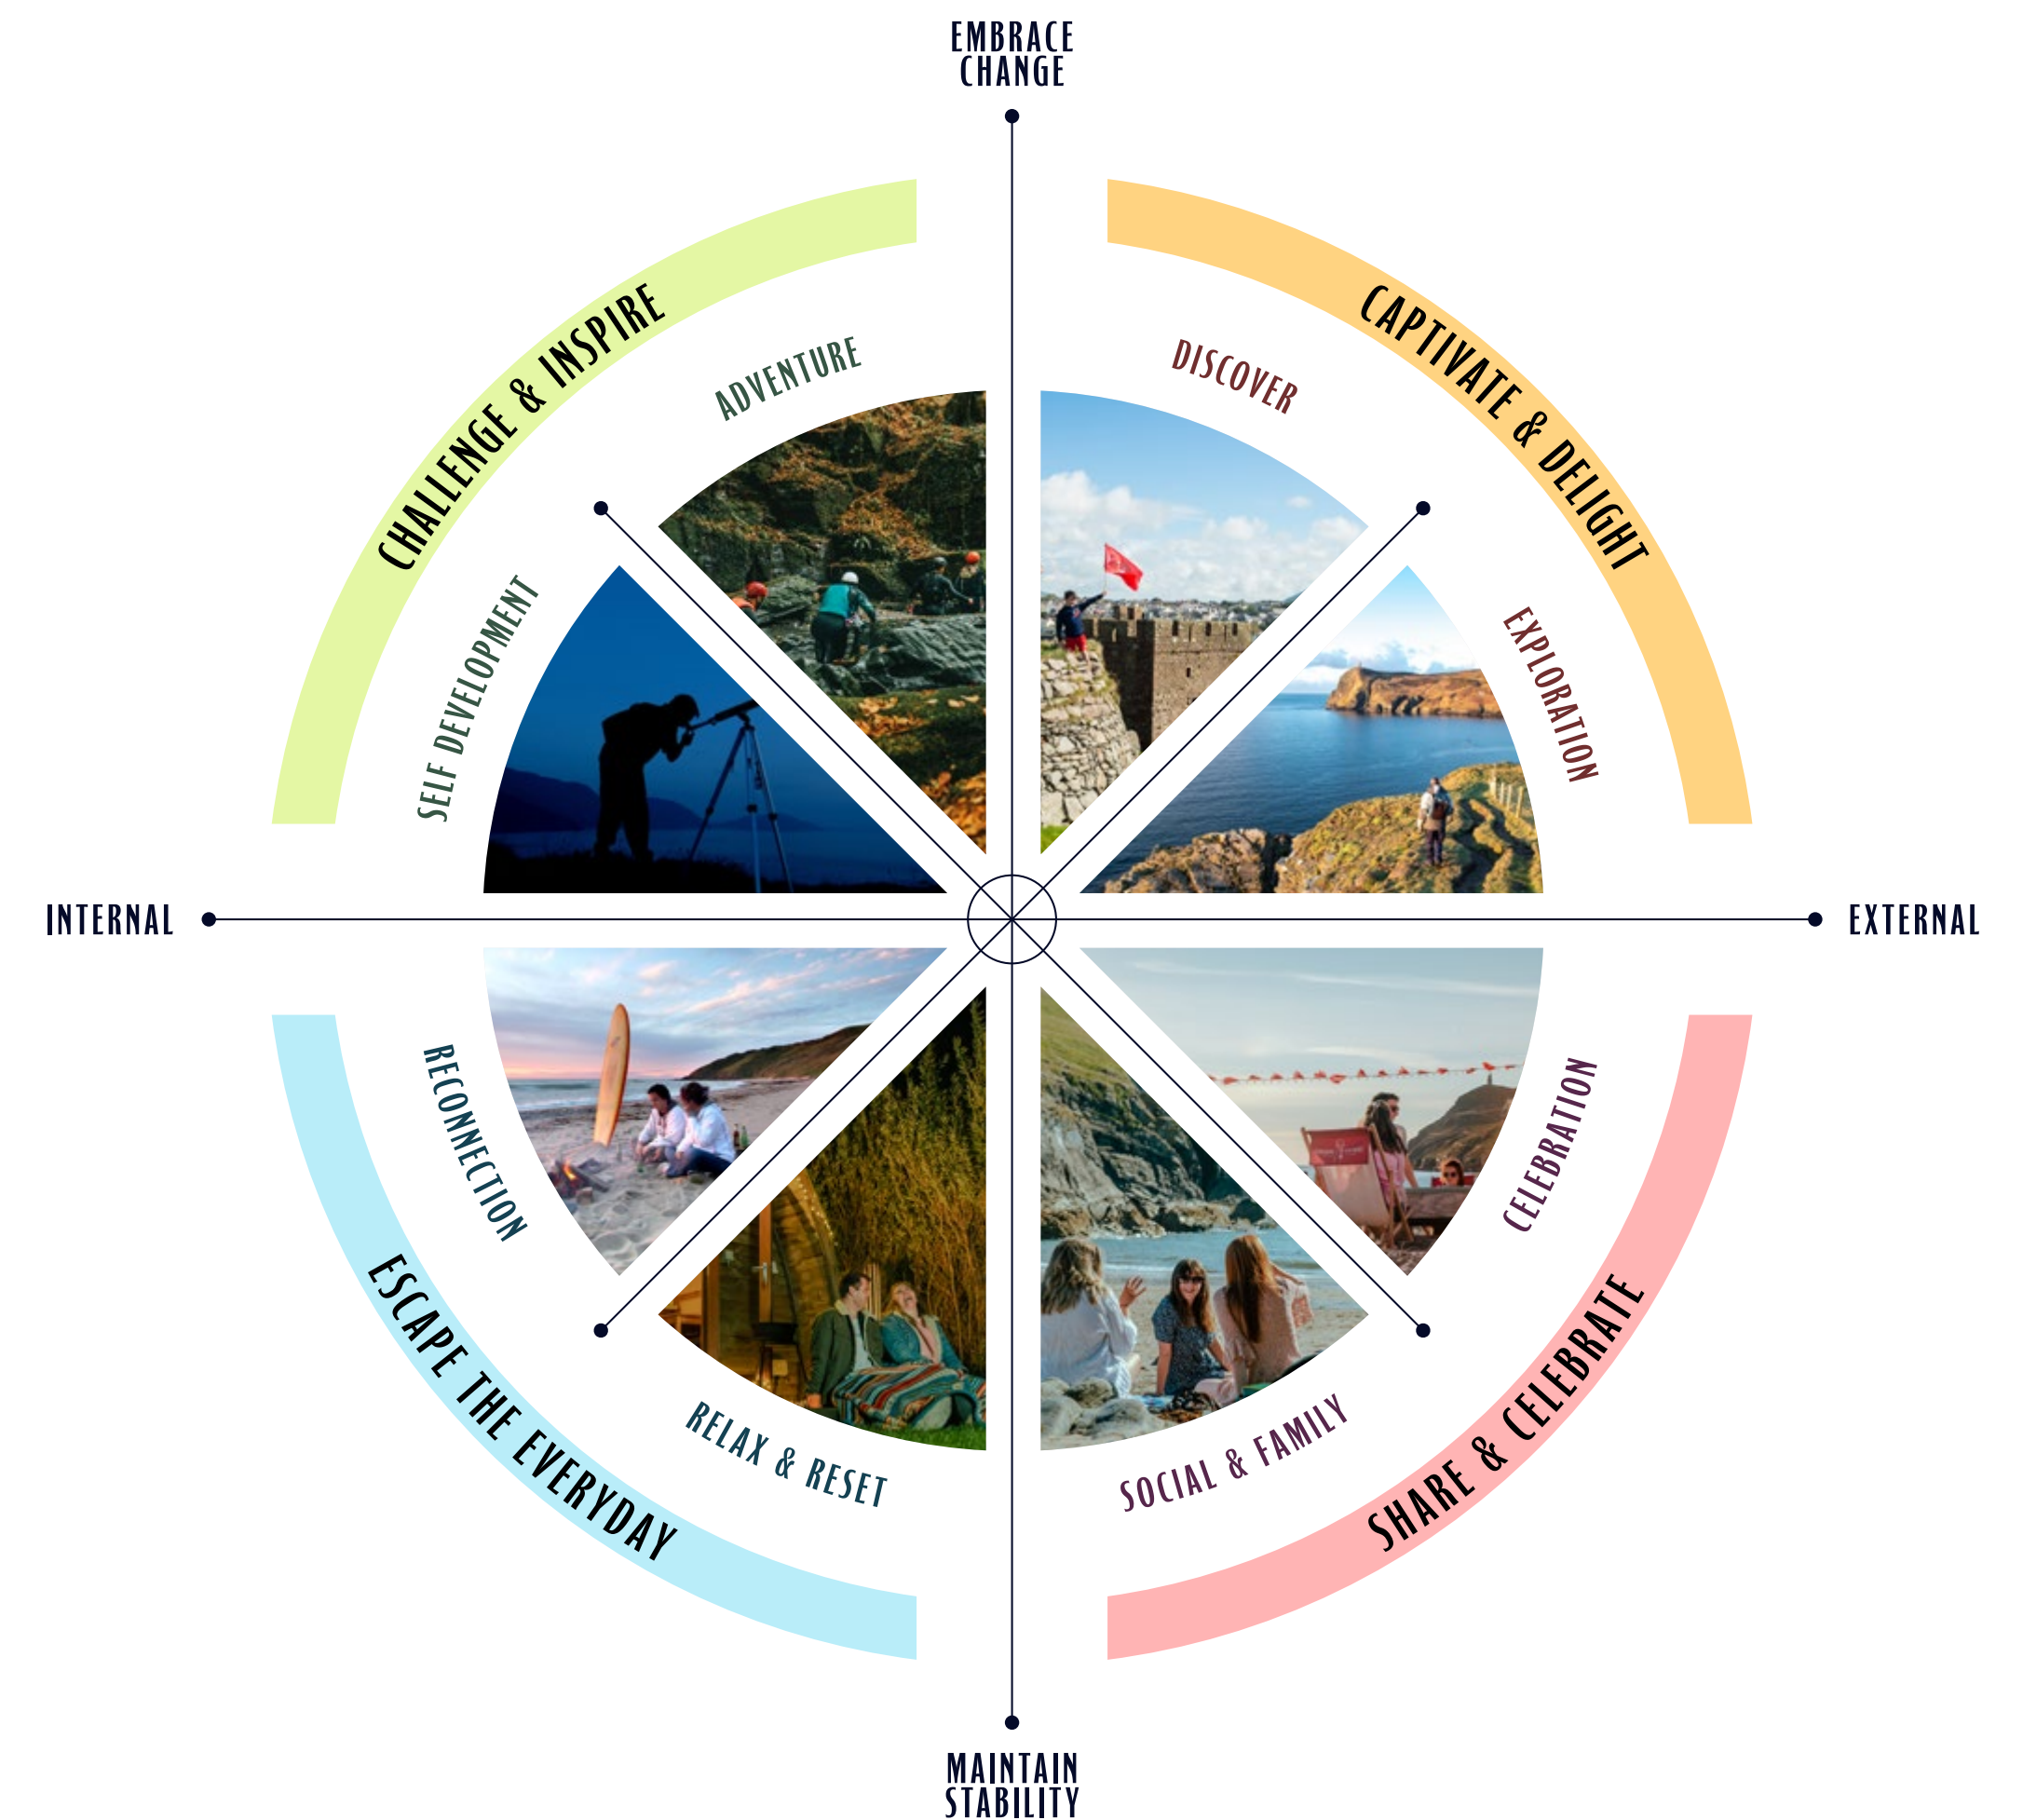 EMBRACE
CHANGE
CHALLENGE & INSPIRE
CAPTIVATE & DELIGHT
ADVENTURE
DISCOVER
SELF DEVELOPMENT
EXPLORATION
INTERNAL
EXTERNAL
RECONNECTION
CELEBRATION
ESCAPE THE EVERYDAY
RELAX & RESET
SOCIAL & FAMILY
SHARE & CELEBRATE
MAINTAIN
STABILITY